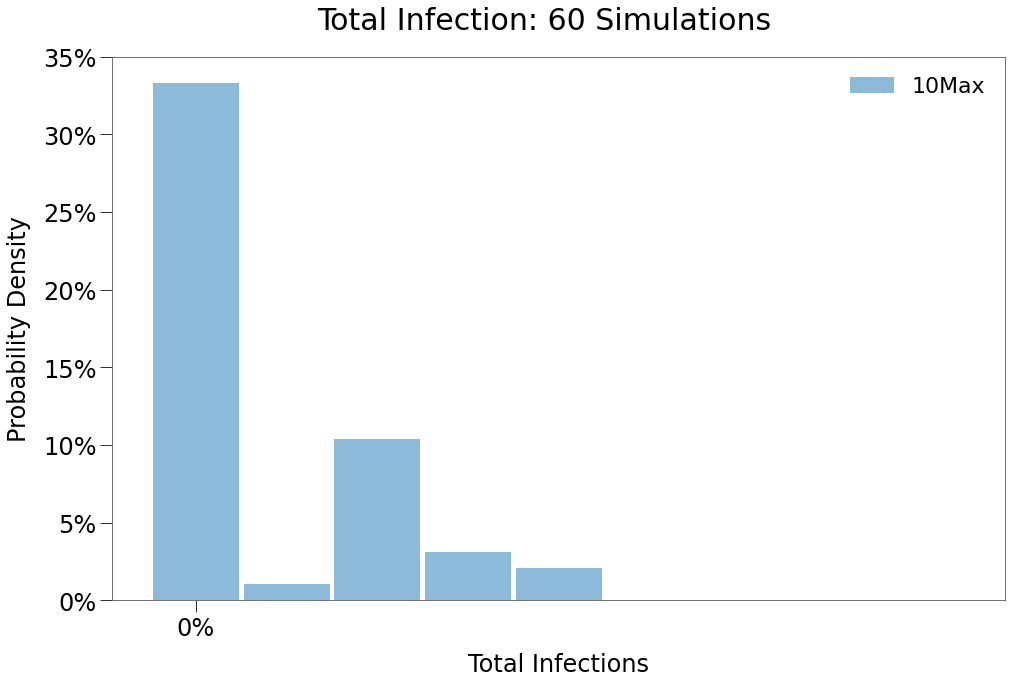 Total Infection: 60 Simulations
35%
30%
25%
20%
15%
10%
5%
0%
Probability Density
10Max
0%
Total Infections